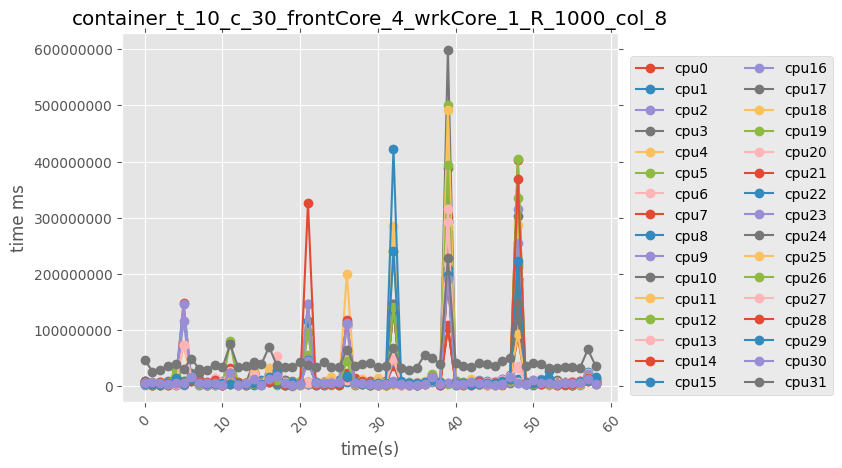 container_t_10_c_30_frontCore_4_wrkCore_1_R_1000_col_8
600000000
500000000
400000000
300000000
200000000
100000000
0
time ms
0
10
20
30
40
50
60
time(s)
cpu0
cpu1
cpu2
cpu3
cpu4
cpu5
cpu6
cpu7
cpu8
cpu9
cpu10
cpu11
cpu12
cpu13
cpu14
cpu15
cpu16
cpu17
cpu18
cpu19
cpu20
cpu21
cpu22
cpu23
cpu24
cpu25
cpu26
cpu27
cpu28
cpu29
cpu30
cpu31